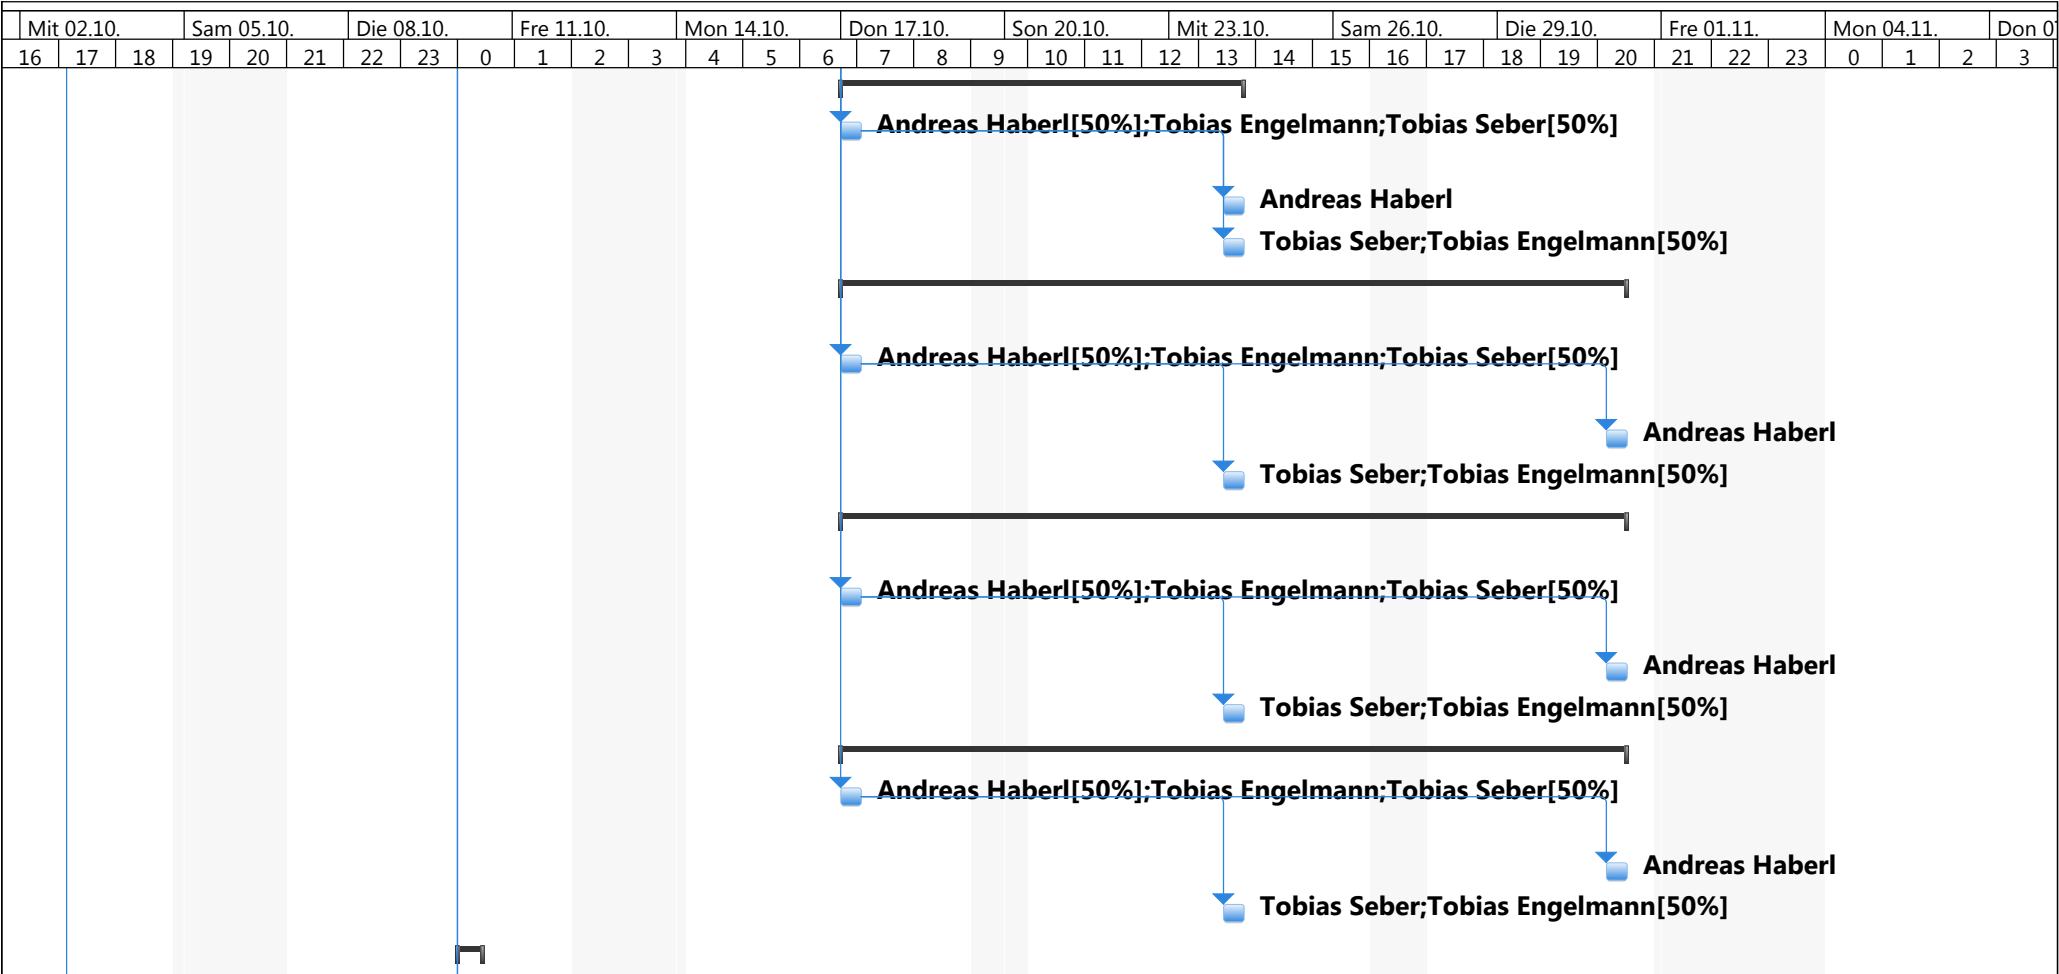 Mit 02.10. Sam 05.10. Die 08.10. Fre 11.10. Mon 14.10. Don 17.10. Son 20.10. Mit 23.10. Sam 26.10. Die 29.10. Fre 01.11. Mon 04.11. Don 0
16 17 18 19 20 21 22 23 0 1 2 3 4 5 6 7 8 9 10 11 12 13 14 15 16 17 18 19 20 21 22 23 0 1 2 3
Andreas Haberl[50%];Tobias Engelmann;Tobias Seber[50%]
Andreas Haberl
Tobias Seber;Tobias Engelmann[50%]
Andreas Haberl[50%];Tobias Engelmann;Tobias Seber[50%]
Andreas Haberl
Tobias Seber;Tobias Engelmann[50%]
Andreas Haberl[50%];Tobias Engelmann;Tobias Seber[50%]
Andreas Haberl
Tobias Seber;Tobias Engelmann[50%]
Andreas Haberl[50%];Tobias Engelmann;Tobias Seber[50%]
Andreas Haberl
Tobias Seber;Tobias Engelmann[50%]